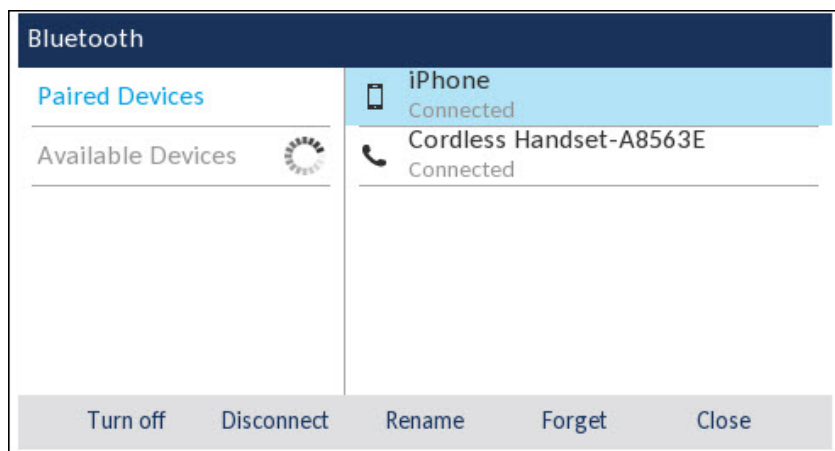 Bluetooth
Paired Devices
Available Devices
iPhone
Connected
Cordless Handset-A8563E
Connected
Turn off Disconnect Rename Forget Close